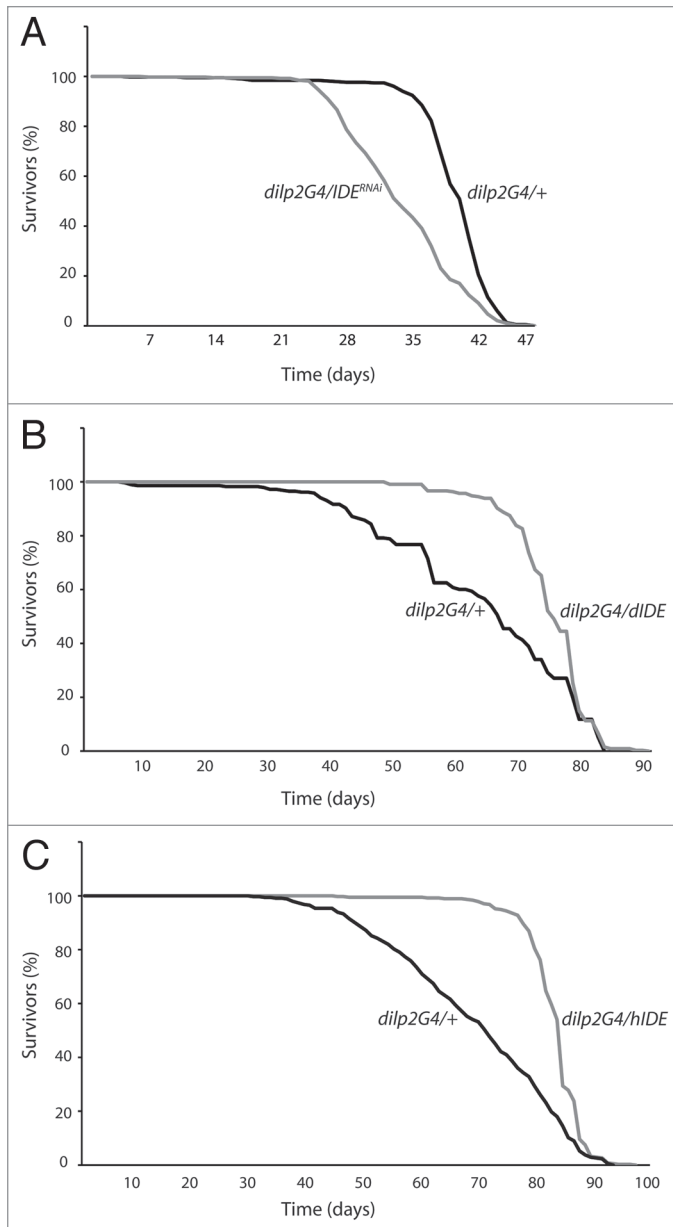 A
Survivors (%)
100
80
60
40
20
0
dilp2G4/IDE^RNAi
dilp2G4/+
7 14 21 28 35 42 47
Time (days)
B
Survivors (%)
100
80
60
40
20
0
dilp2G4/+
dilp2G4/dIDE
10 20 30 40 50 60 70 80 90
Time (days)
C
Survivors (%)
100
80
60
40
20
0
dilp2G4/+
dilp2G4/hIDE
10 20 30 40 50 60 70 80 90 100
Time (days)